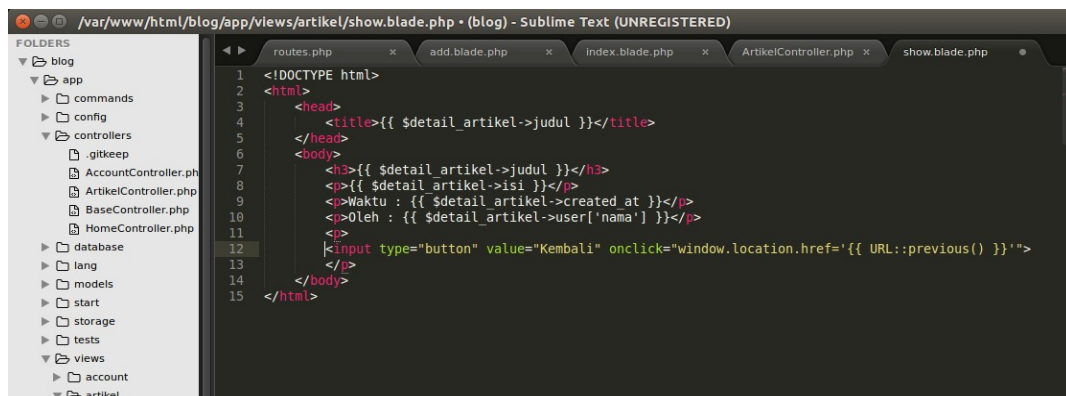 /var/www/html/blog/app/views/artikel/show.blade.php • (blog) - Sublime Text (UNREGISTERED)
FOLDERS
blog
app
commands
config
controllers
.gitkeep
AccountController.ph
ArtikelController.php
BaseController.php
HomeController.php
database
lang
models
start
storage
tests
views
account
artikel
routes.php × add.blade.php × index.blade.php × ArtikelController.php × show.blade.php
1 <!DOCTYPE html>
2 <html>
3 <head>
4 <title>{{ $detail_artikel->judul }}</title>
5 </head>
6 <body>
7 <h3>{{ $detail_artikel->judul }}</h3>
8 <p>{{ $detail_artikel->isi }}</p>
9 <p>Waktu : {{ $detail_artikel->created_at }}</p>
10 <p>Oleh : {{ $detail_artikel->user['nama'] }}</p>
11 <p>
12 <input type="button" value="Kembali" onclick="window.location.href='{{ URL::previous() }}'">
13 </p>
14 </body>
15 </html>